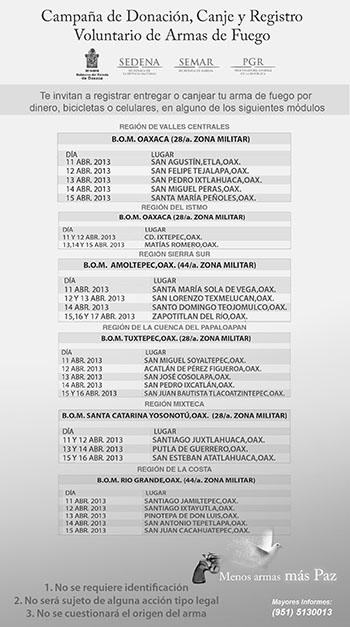 Campaña de Donación, Canje y Registro
Voluntario de Armas de Fuego
Gobierno del Estado
de Oaxaca
SEDENA
SEMAR
PGR
Te invitan a registrar entregar o canjear tu arma de fuego por
dinero, bicicletas o celulares, en alguno de los siguientes módulos
REGIÓN DE VALLES CENTRALES
B.O.M. OAXACA (28/a. ZONA MILITAR)
DÍA LUGAR
11 ABR. 2013 SAN AGUSTÍN,ETLA,OAX.
12 ABR. 2013 SAN FELIPE TEJALAPA,OAX.
13 ABR. 2013 SAN PEDRO IXTLAHUACA,OAX.
14 ABR. 2013 SAN MIGUEL PERAS,OAX.
15 ABR. 2013 SANTA MARÍA PEÑOLES,OAX.
REGIÓN DEL ISTMO
B.O.M. OAXACA (28/a. ZONA MILITAR)
DÍA LUGAR
11 Y 12 ABR. 2013 CD. IXTEPEC,OAX.
13,14 Y 15 ABR. 2013 MATÍAS ROMERO,OAX.
REGIÓN SIERRA SUR
B.O.M. AMOLTEPEC,OAX. (44/a. ZONA MILITAR)
DÍA LUGAR
11 ABR. 2013 SANTA MARÍA SOLA DE VEGA,OAX.
12 Y 13 ABR. 2013 SAN LORENZO TEXMELUCAN,OAX.
14 ABR. 2013 SANTO DOMINGO TEOJOMULCO,OAX.
15,16 Y 17 ABR. 2013 ZAPOTITLAN DEL RÍO,OAX.
REGIÓN DE LA CUENCA DEL PAPALOAPAN
B.O.M. TUXTEPEC,OAX. (28/a. ZONA MILITAR)
DÍA LUGAR
11 ABR. 2013 SAN MIGUEL SOYALTEPEC,OAX.
12 ABR. 2013 ACATLÁN DE PÉREZ FIGUEROA,OAX.
13 ABR. 2013 SAN JOSÉ COSOLAPA,OAX.
14 ABR. 2013 SAN PEDRO IXCATLÁN,OAX.
15 Y 16 ABR. 2013 SAN JUAN BAUTISTA TLACOATZINTEPEC,OAX.
REGIÓN MIXTECA
B.O.M. SANTA CATARINA YOSONOTÚ,OAX. (28/a. ZONA MILITAR)
DÍA LUGAR
11 Y 12 ABR. 2013 SANTIAGO JUXTLAHUACA,OAX.
13 Y 14 ABR. 2013 PUTLA DE GUERRERO,OAX.
15 Y 16 ABR. 2013 SAN ESTEBAN ATATLAHUACA,OAX.
REGIÓN DE LA COSTA
B.O.M. RIO GRANDE,OAX. (44/a. ZONA MILITAR)
DÍA LUGAR
11 ABR. 2013 SANTIAGO JAMILTEPEC,OAX.
12 ABR. 2013 SANTIAGO IXTAYUTLA,OAX.
13 ABR. 2013 PINOTEPA DE DON LUIS,OAX.
14 ABR. 2013 SAN ANTONIO TEPETLAPA,OAX.
15 ABR. 2013 SAN JUAN CACAHUATEPEC,OAX.
Menos armas más Paz
1. No se requiere identificación
2. No será sujeto de alguna acción tipo legal
3. No se cuestionará el origen del arma
Mayores Informes:
(951) 5130013